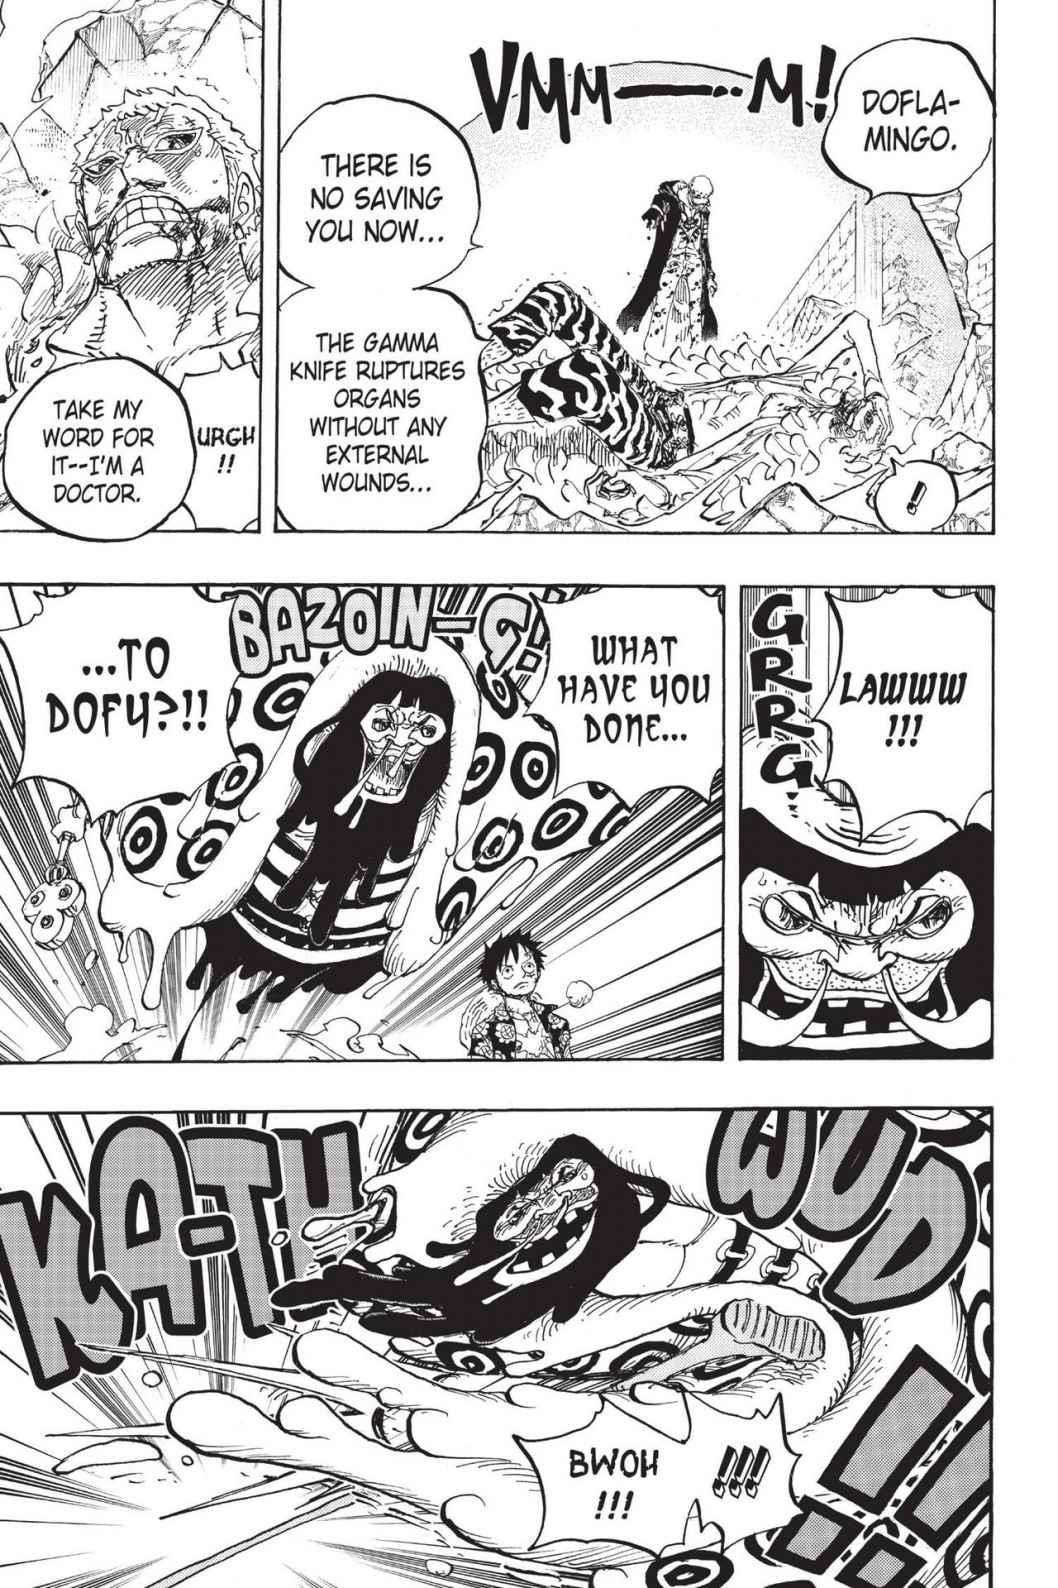 DOFLA-
MINGO.
VMM—..M!
THERE IS
NO SAVING
YOU NOW...
THE GAMMA
KNIFE RUPTURES
ORGANS
WITHOUT ANY
EXTERNAL
WOUNDS...
!
URGH
!!
TAKE MY
WORD FOR
IT--I'M A
DOCTOR.
LAWWW
!!!
GRRG..
WHAT
HAVE YOU
DONE...
BAZOING!
...TO
DOFY?!!
WUD
!!
KA-TH
!!!
BWOH
!!!